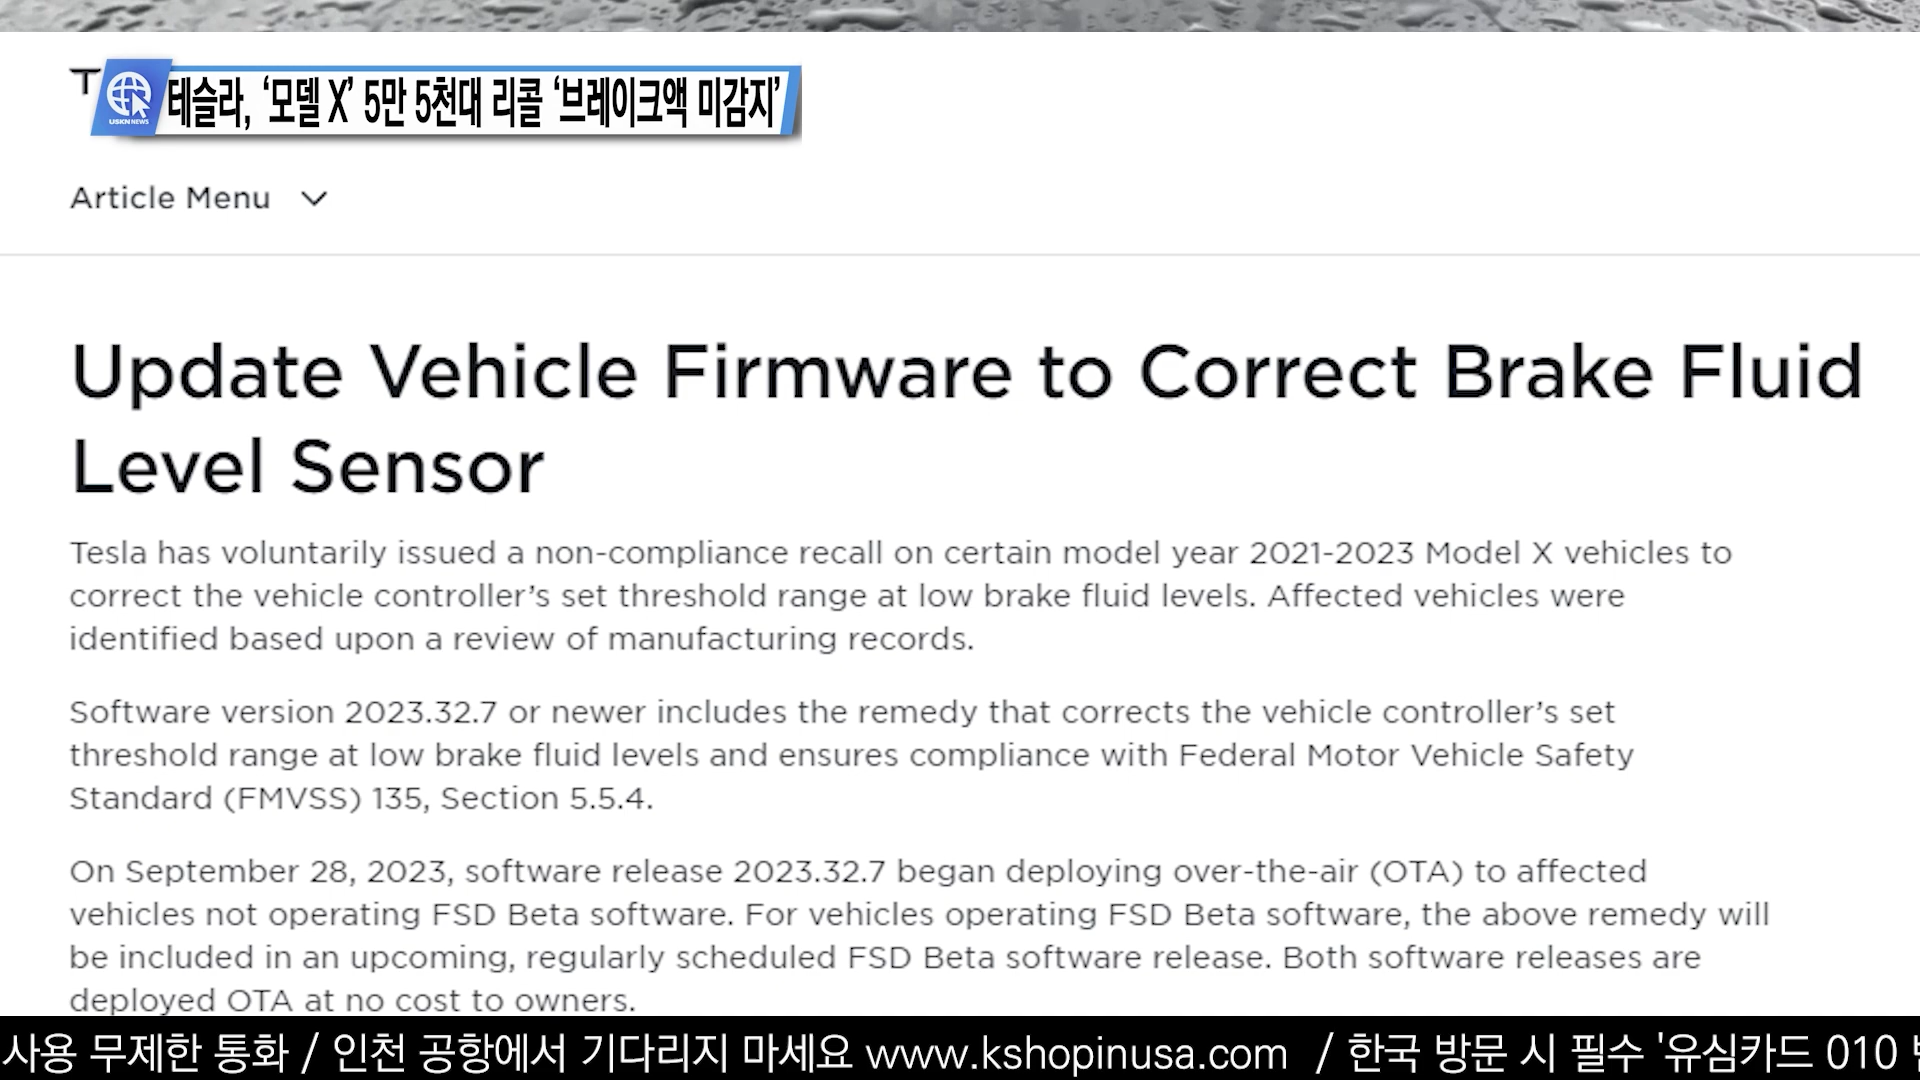 T
USKN NEWS
테슬라, ‘모델 X’ 5만 5천대 리콜 ‘브레이크액 미감지’
Article Menu
Update Vehicle Firmware to Correct Brake Fluid
Level Sensor
Tesla has voluntarily issued a non-compliance recall on certain model year 2021-2023 Model X vehicles to
correct the vehicle controller’s set threshold range at low brake fluid levels. Affected vehicles were
identified based upon a review of manufacturing records.
Software version 2023.32.7 or newer includes the remedy that corrects the vehicle controller’s set
threshold range at low brake fluid levels and ensures compliance with Federal Motor Vehicle Safety
Standard (FMVSS) 135, Section 5.5.4.
On September 28, 2023, software release 2023.32.7 began deploying over-the-air (OTA) to affected
vehicles not operating FSD Beta software. For vehicles operating FSD Beta software, the above remedy will
be included in an upcoming, regularly scheduled FSD Beta software release. Both software releases are
deployed OTA at no cost to owners.
사용 무제한 통화 / 인천 공항에서 기다리지 마세요 www.kshopinusa.com / 한국 방문 시 필수 '유심카드 010